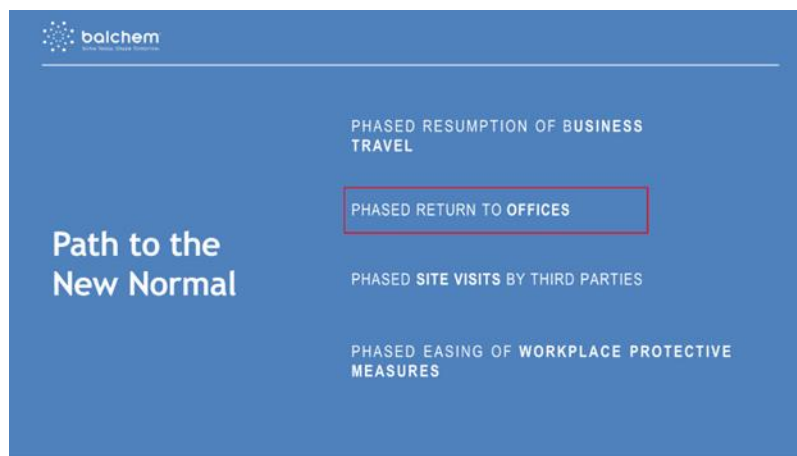 balchem
PHASED RESUMPTION OF BUSINESS
TRAVEL
PHASED RETURN TO OFFICES
Path to the
New Normal
PHASED SITE VISITS BY THIRD PARTIES
PHASED EASING OF WORKPLACE PROTECTIVE
MEASURES